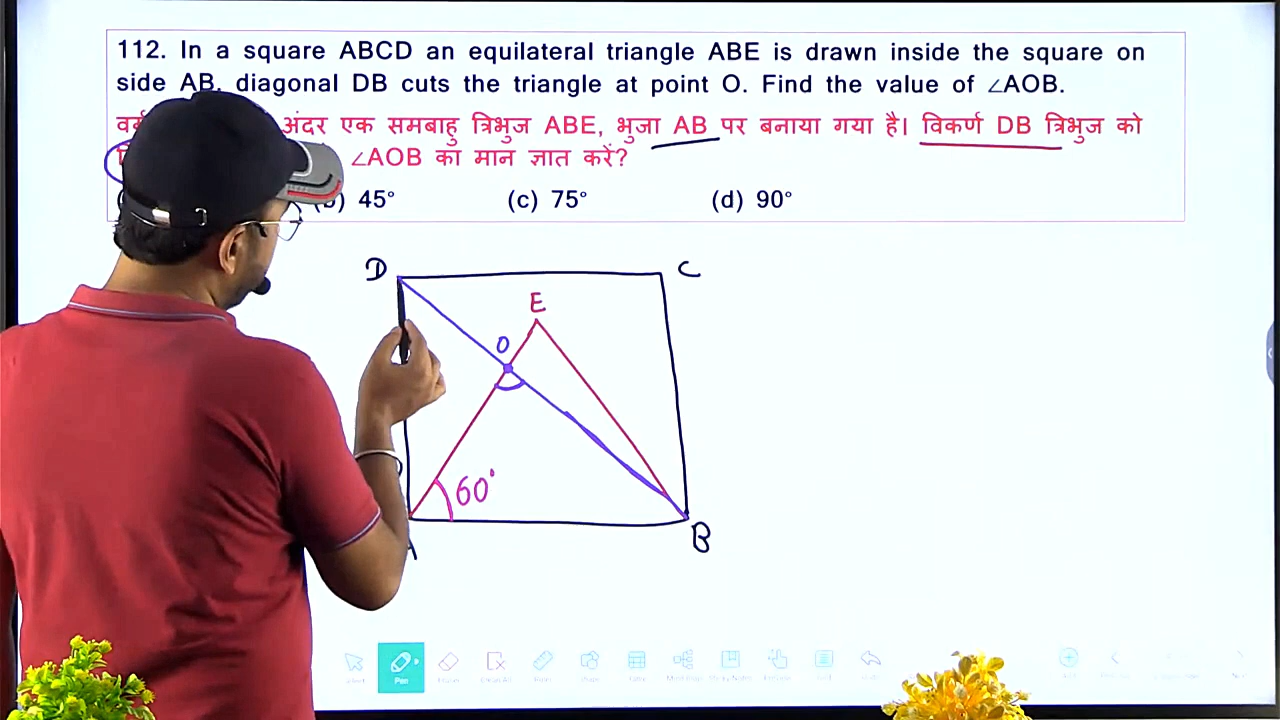 112. In a square ABCD an equilateral triangle ABE is drawn inside the square on
side AB, diagonal DB cuts the triangle at point O. Find the value of ∠AOB.
अंदर एक समबाहु त्रिभुज ABE, भुजा AB पर बनाया गया है। विकर्ण DB त्रिभुज को
∠AOB का मान ज्ञात करें?
45° (c) 75° (d) 90°
D C
E
O
60°
B
Pen